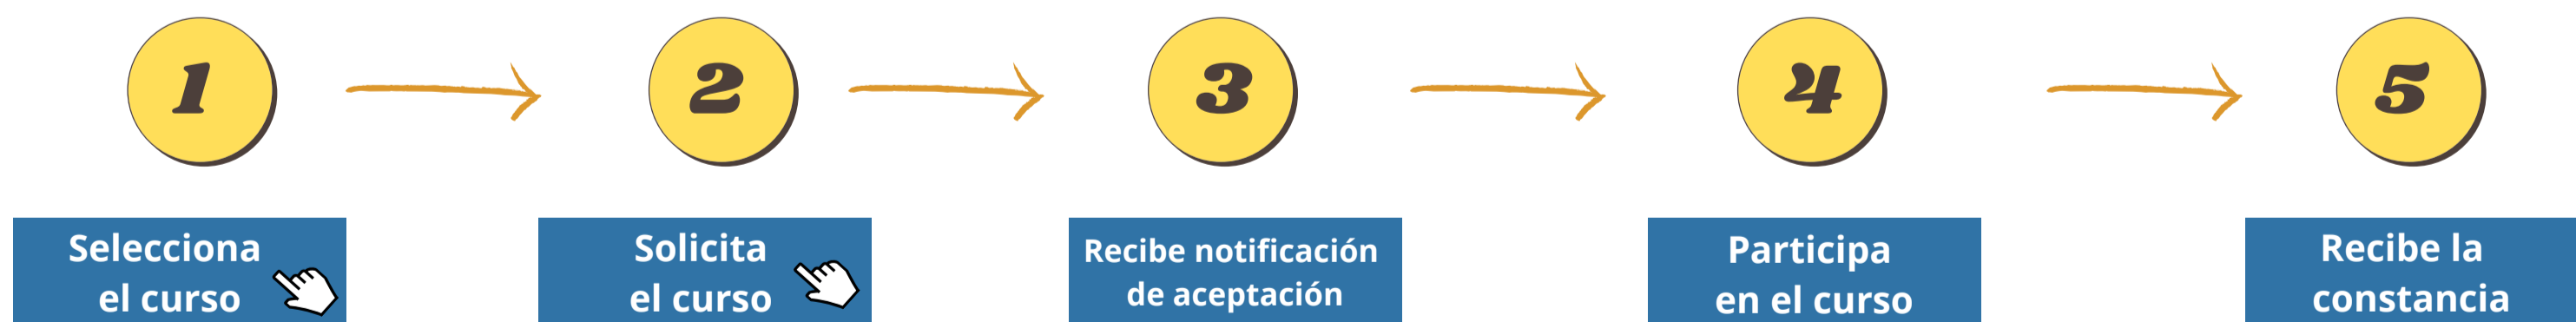 1
2
3
4
5
Selecciona
el curso
Solicita
el curso
Recibe notificación
de aceptación
Participa
en el curso
Recibe la
constancia